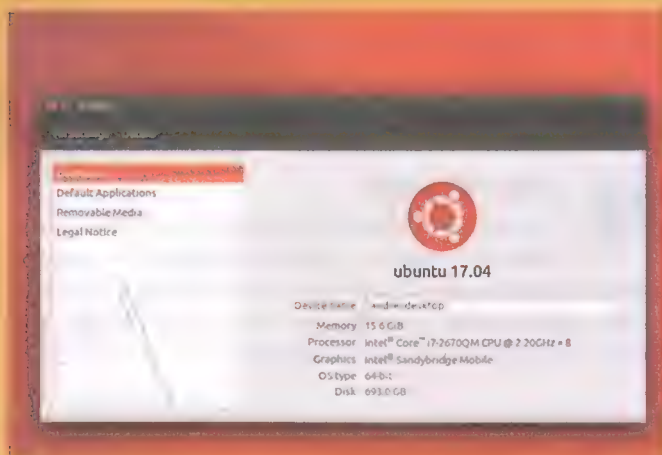 Default Applications
Removable Media
Legal Notice
ubuntu 17.04
Device name
Memory 15.6 GiB
Processor Intel® Core™ i7-2670QM CPU @ 2.20GHz × 8
Graphics Intel® Sandybridge Mobile
OS type 64-bit
Disk 693.0 GB